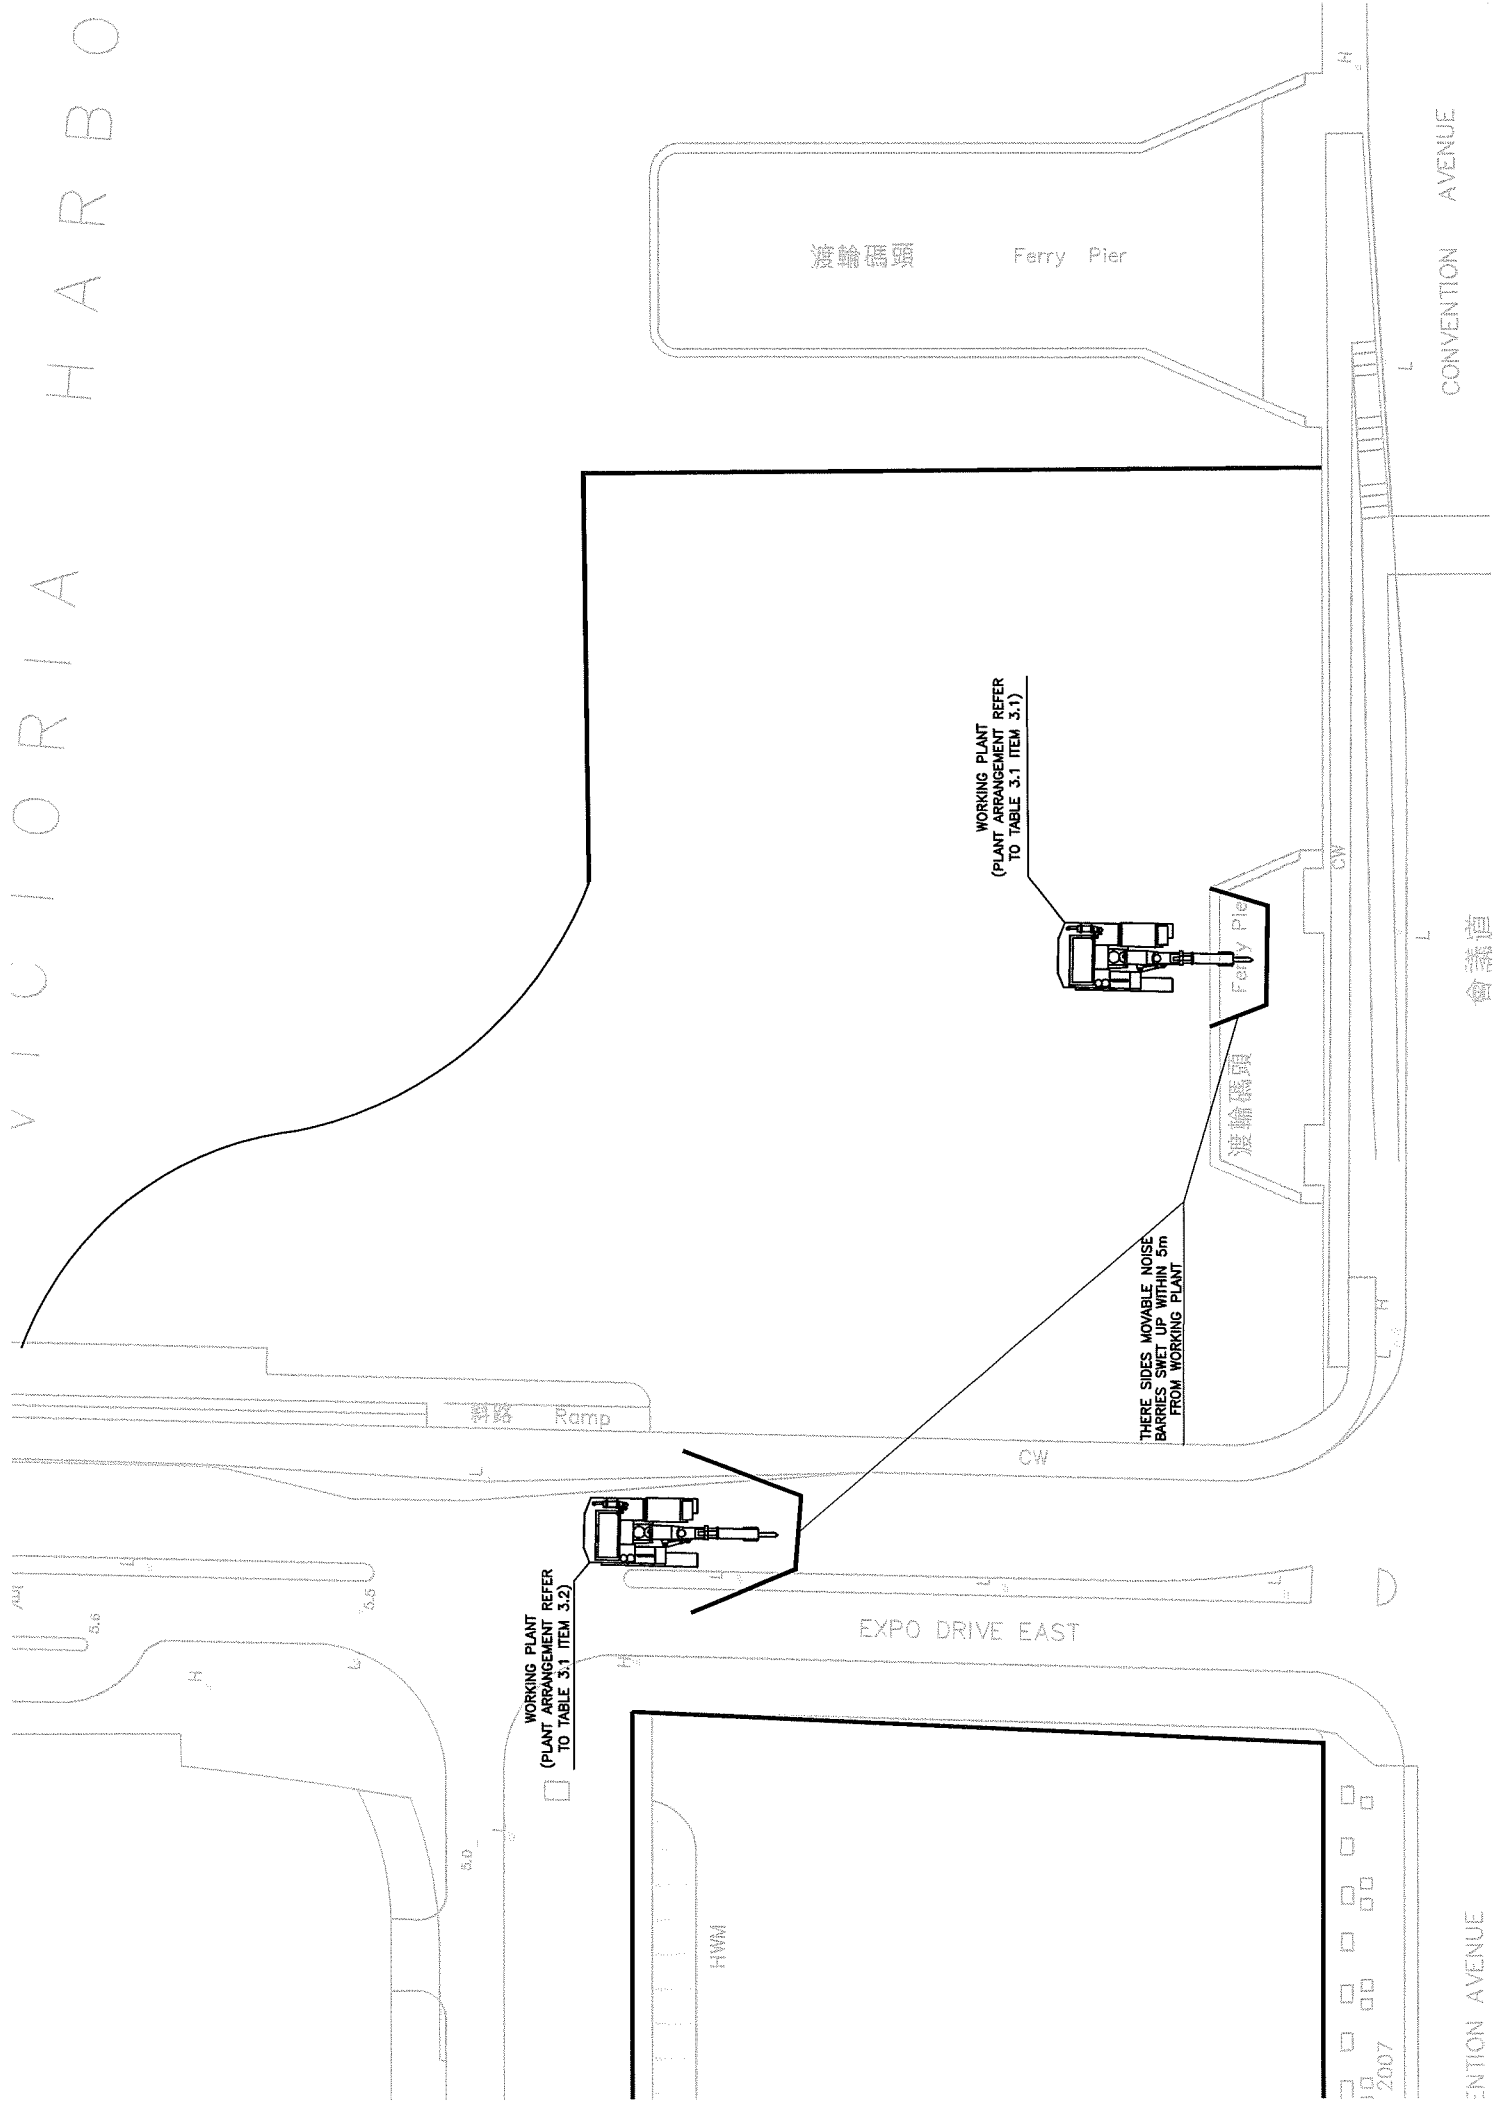 VICTORIA HARBO
渡輪碼頭 Ferry Pier
CONVENTION AVENUE
H
L
WORKING PLANT
(PLANT ARRANGEMENT REFER
TO TABLE 3.1 ITEM 3.1)
渡輪碼頭 Ferry Pie
CW
L
會議道
THERE SIDES MOVABLE NOISE
BARRIES SWET UP WITHIN 5m
FROM WORKING PLANT
H
L
斜路 Ramp
CW
L
WORKING PLANT
(PLANT ARRANGEMENT REFER
TO TABLE 3.1 ITEM 3.2)
L
5.5
5.6
L
L
L
EXPO DRIVE EAST
H
L
H
L
5.0
HWM
2007
ENTION AVENUE